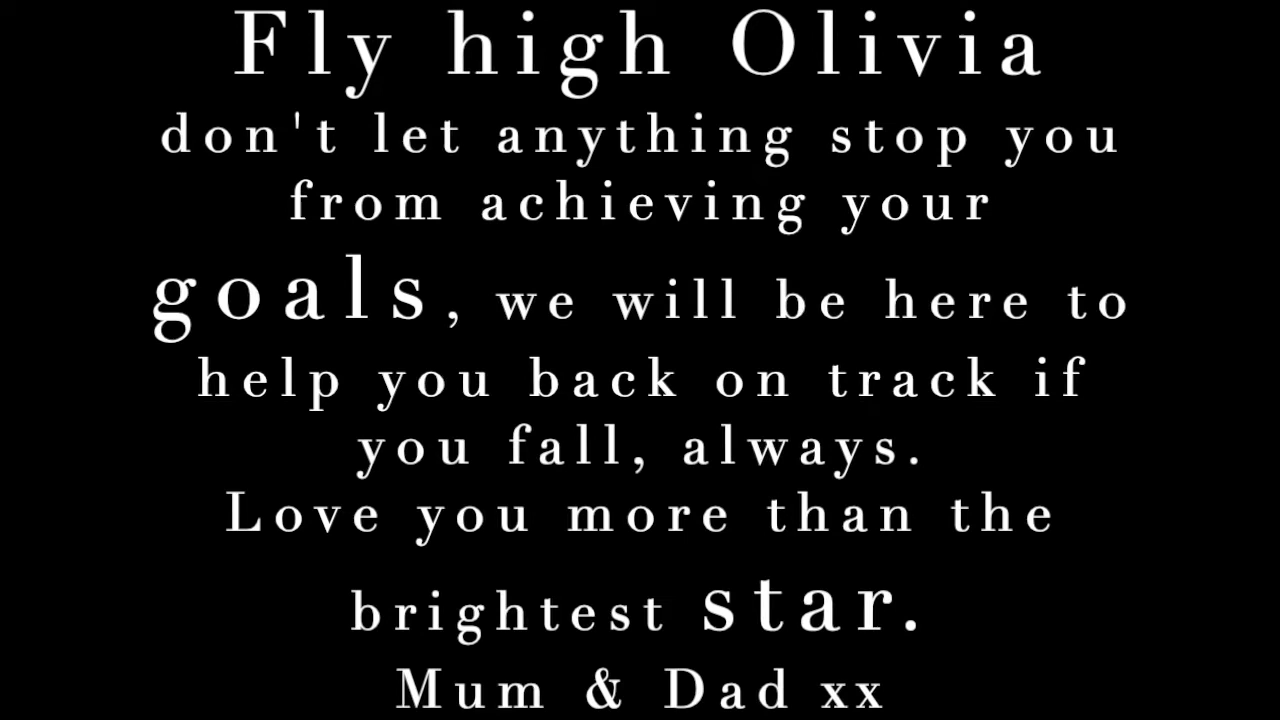 Fly high Olivia
don't let anything stop you
from achieving your
goals, we will be here to
help you back on track if
you fall, always.
Love you more than the
brightest star.
Mum & Dad xx